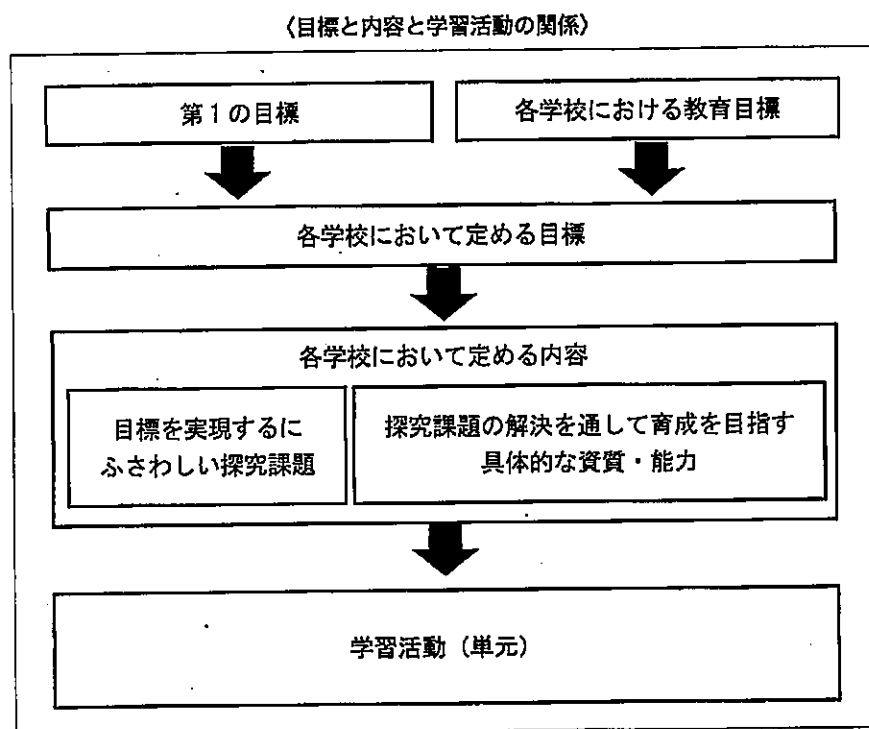 〈目標と内容と学習活動の関係〉
第1の目標
各学校における教育目標
各学校において定める目標
各学校において定める内容
目標を実現するに
ふさわしい探究課題
探究課題の解決を通して育成を目指す
具体的な資質・能力
学習活動(単元)